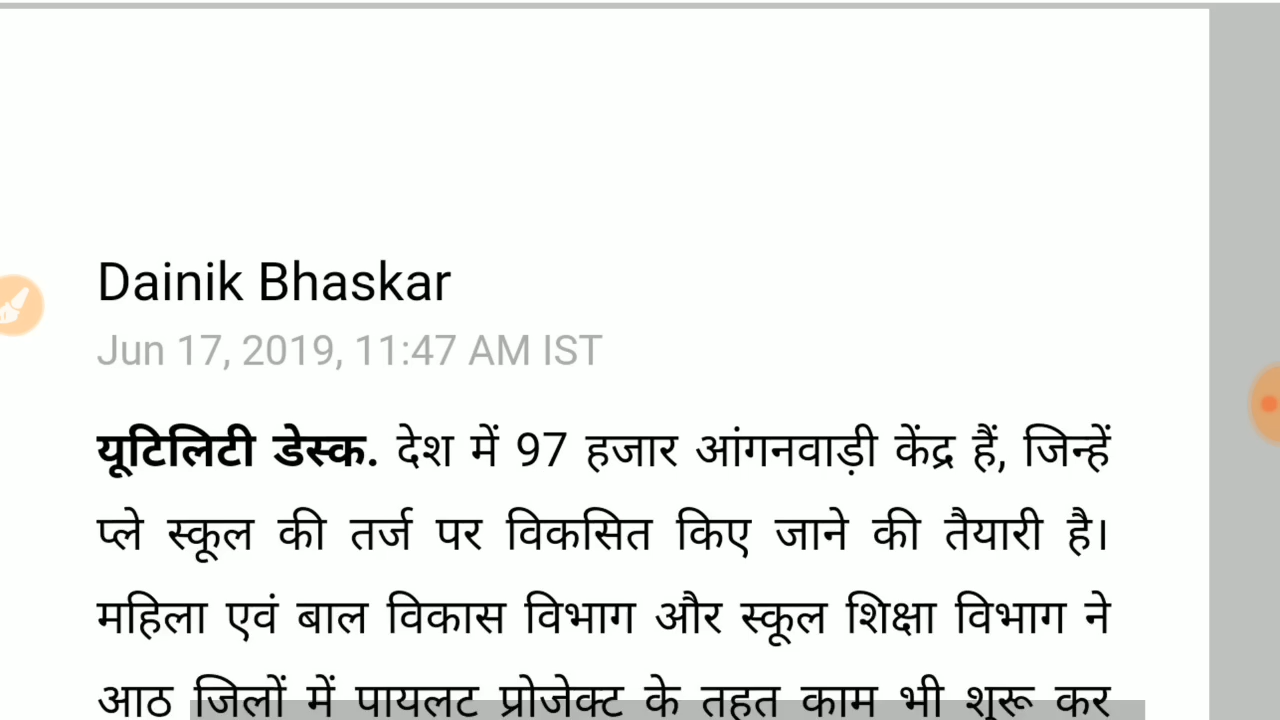 Dainik Bhaskar
Jun 17, 2019, 11:47 AM IST
यूटिलिटी डेस्क. देश में 97 हजार आंगनवाड़ी केंद्र हैं, जिन्हें
प्ले स्कूल की तर्ज पर विकसित किए जाने की तैयारी है।
महिला एवं बाल विकास विभाग और स्कूल शिक्षा विभाग ने
आठ जिलों में पायलट प्रोजेक्ट के तहत काम भी शुरू कर